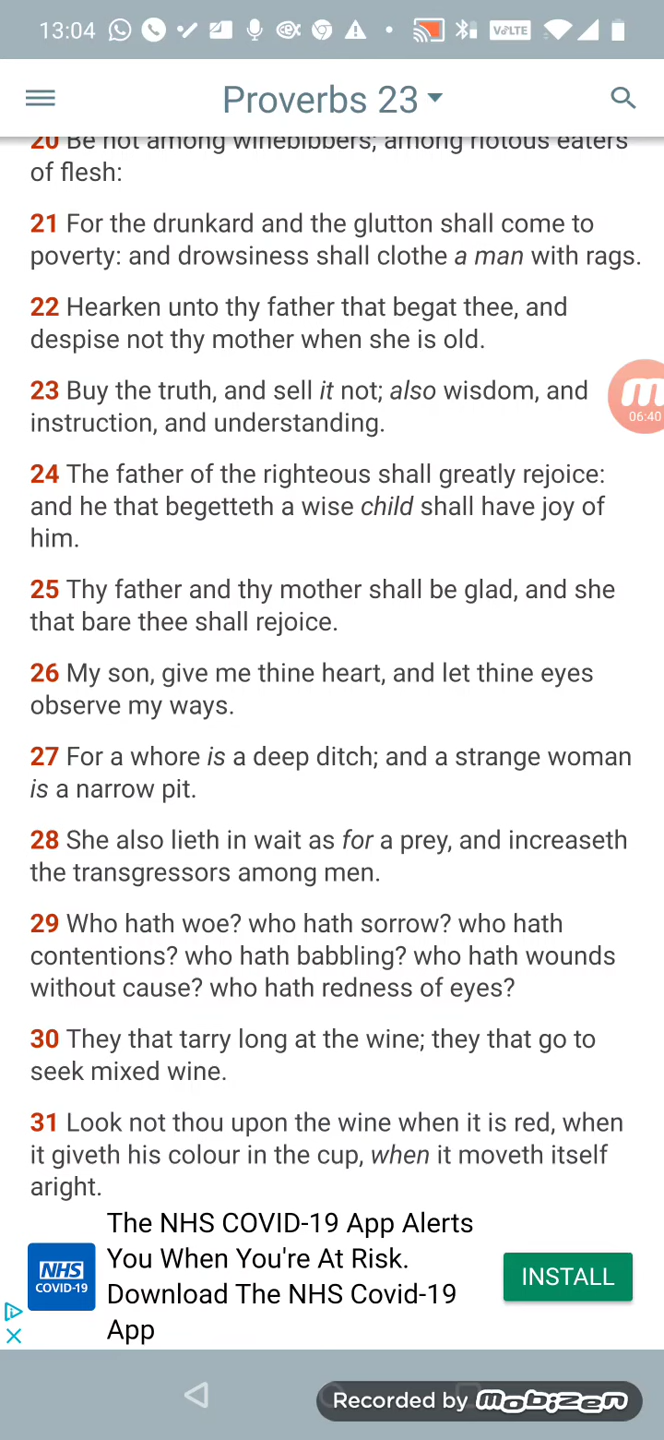 13:04
VoLTE
Proverbs 23
20 Be not among winebibbers; among riotous eaters
of flesh:
21 For the drunkard and the glutton shall come to
poverty: and drowsiness shall clothe a man with rags.
22 Hearken unto thy father that begat thee, and
despise not thy mother when she is old.
23 Buy the truth, and sell it not; also wisdom, and
instruction, and understanding.
06:40
24 The father of the righteous shall greatly rejoice:
and he that begetteth a wise child shall have joy of
him.
25 Thy father and thy mother shall be glad, and she
that bare thee shall rejoice.
26 My son, give me thine heart, and let thine eyes
observe my ways.
27 For a whore is a deep ditch; and a strange woman
is a narrow pit.
28 She also lieth in wait as for a prey, and increaseth
the transgressors among men.
29 Who hath woe? who hath sorrow? who hath
contentions? who hath babbling? who hath wounds
without cause? who hath redness of eyes?
30 They that tarry long at the wine; they that go to
seek mixed wine.
31 Look not thou upon the wine when it is red, when
it giveth his colour in the cup, when it moveth itself
aright.
NHS
COVID-19
The NHS COVID-19 App Alerts
You When You're At Risk.
Download The NHS Covid-19
App
INSTALL
Recorded by mobizen